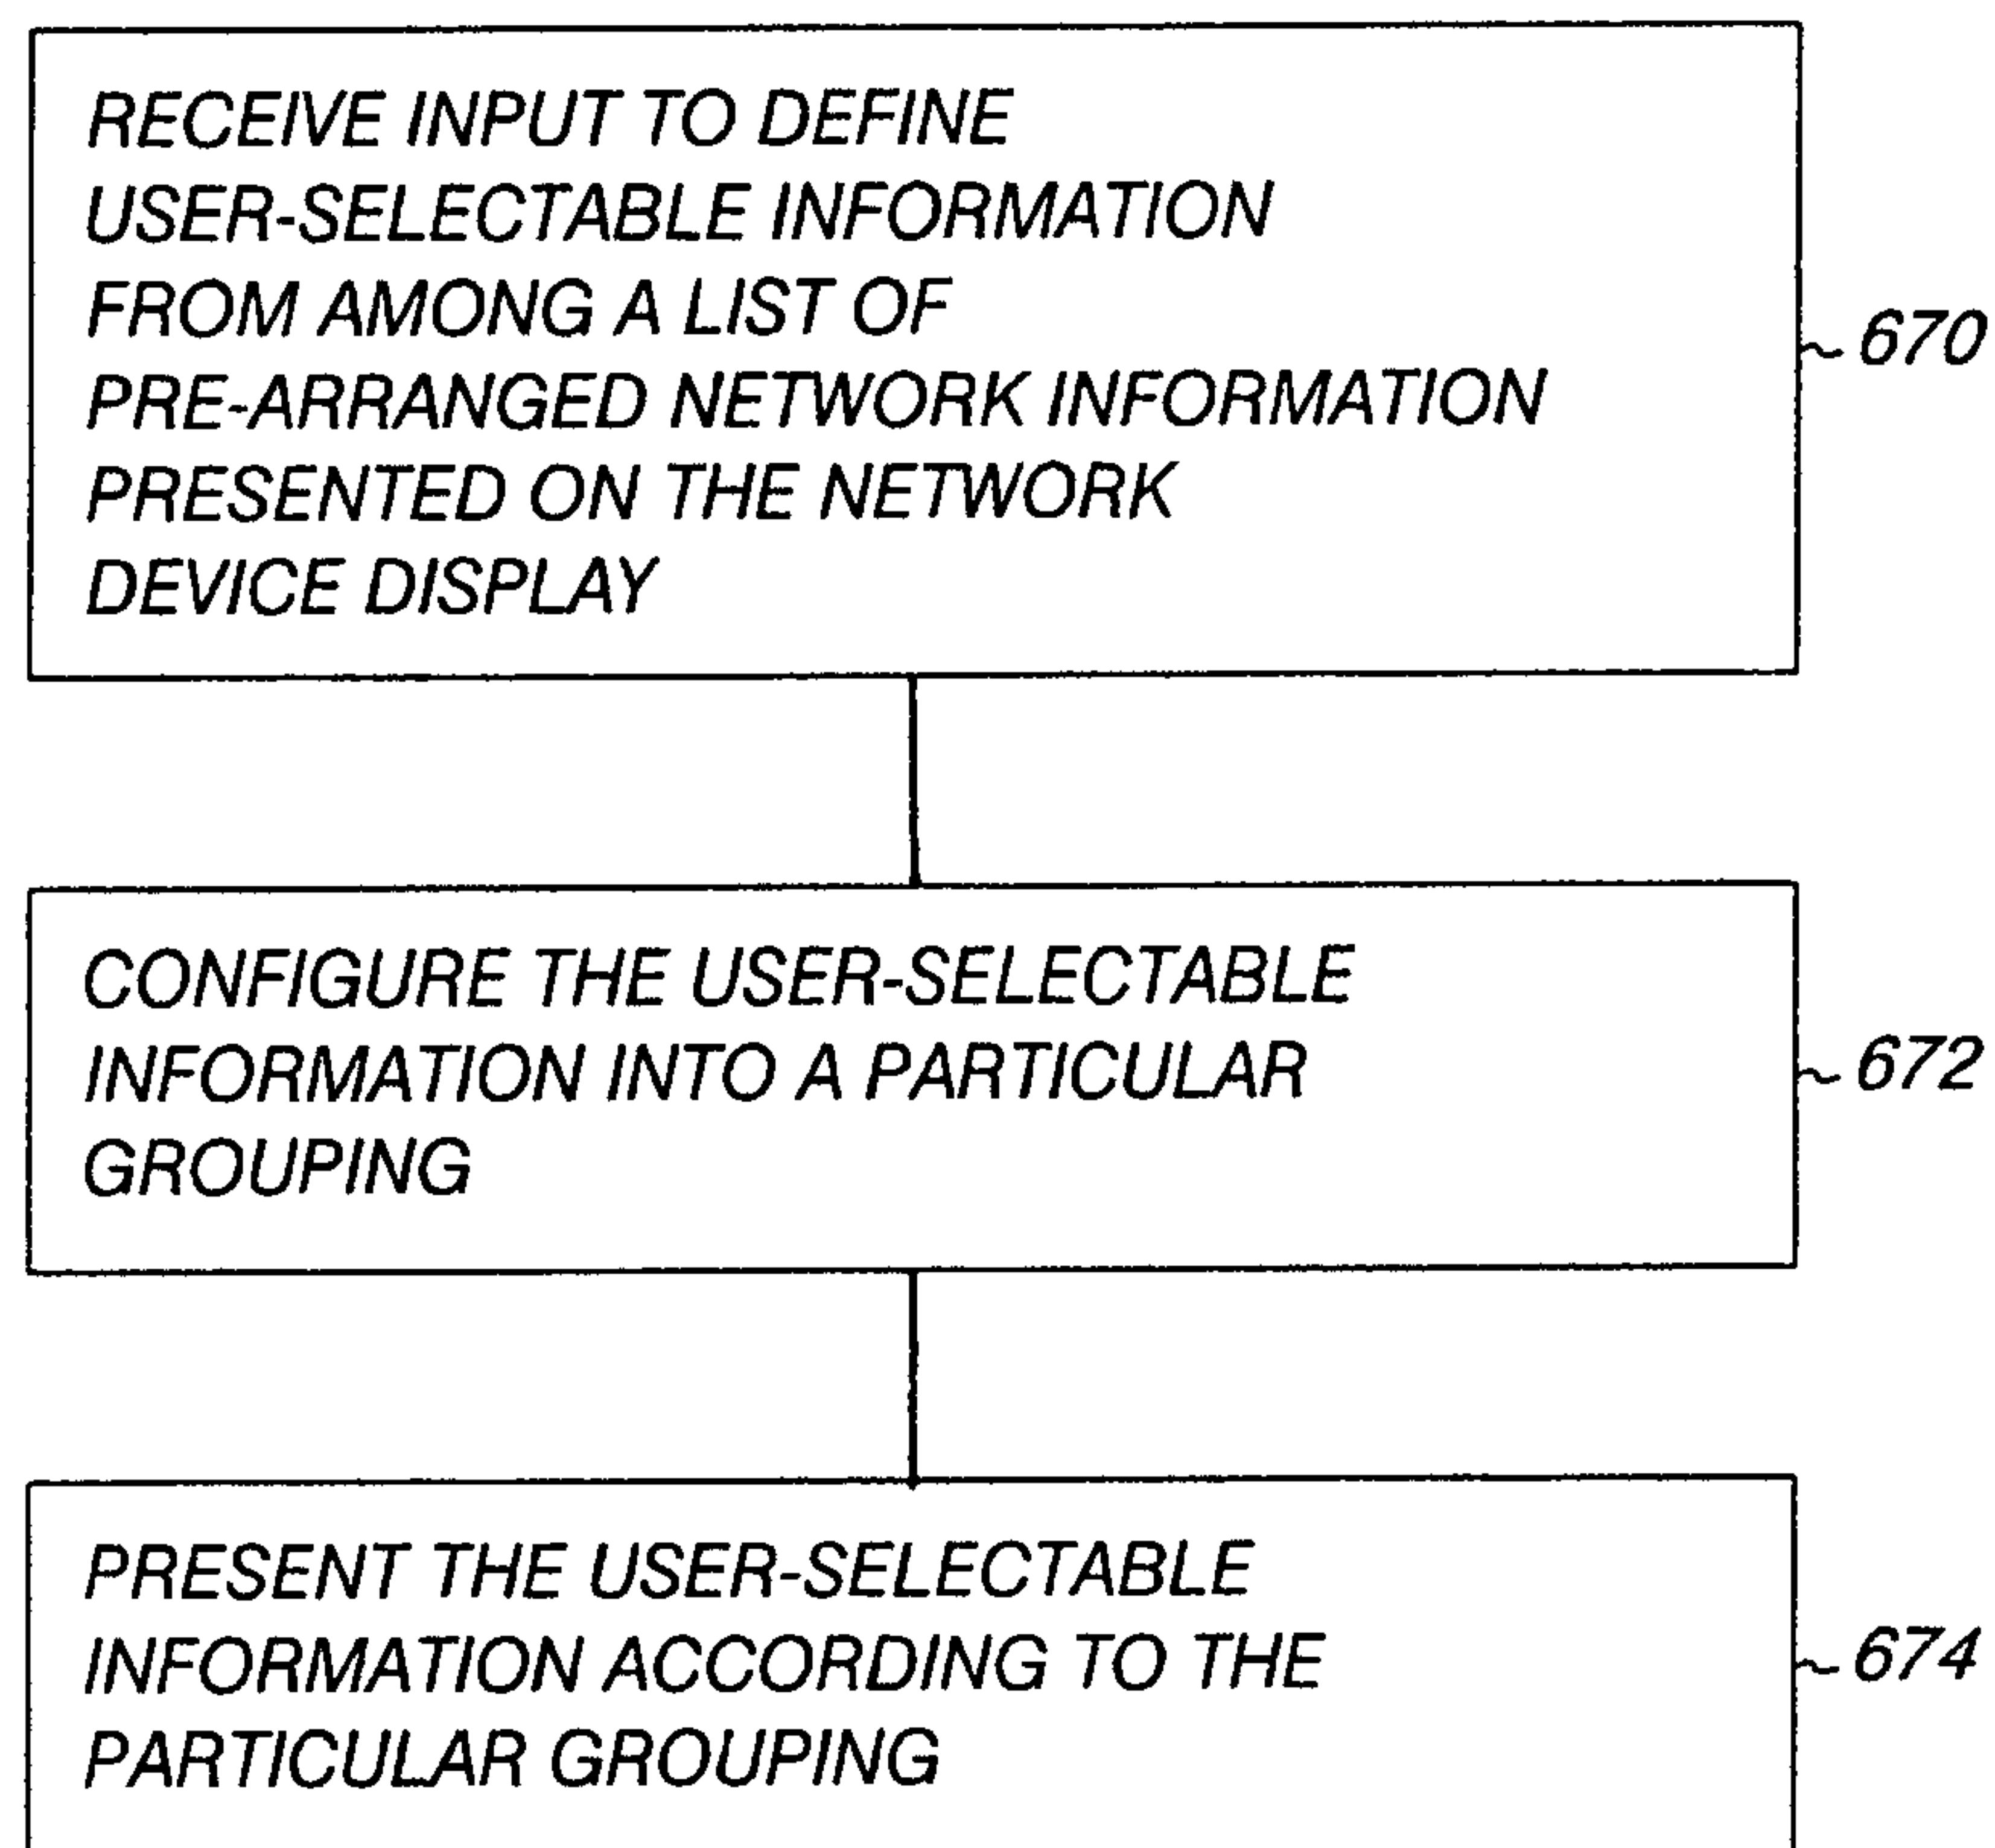 RECEIVE INPUT TO DEFINE
USER-SELECTABLE INFORMATION
FROM AMONG A LIST OF
PRE-ARRANGED NETWORK INFORMATION
PRESENTED ON THE NETWORK
DEVICE DISPLAY
670
CONFIGURE THE USER-SELECTABLE
INFORMATION INTO A PARTICULAR
GROUPING
672
PRESENT THE USER-SELECTABLE
INFORMATION ACCORDING TO THE
PARTICULAR GROUPING
674